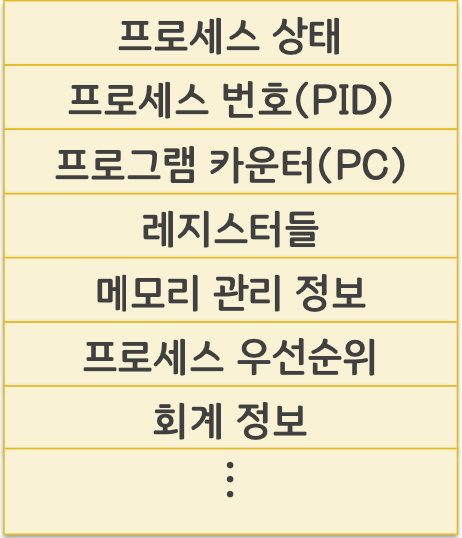 프로세스 상태
프로세스 번호(PID)
프로그램 카운터(PC)
레지스터들
메모리 관리 정보
프로세스 우선순위
회계 정보
⋮